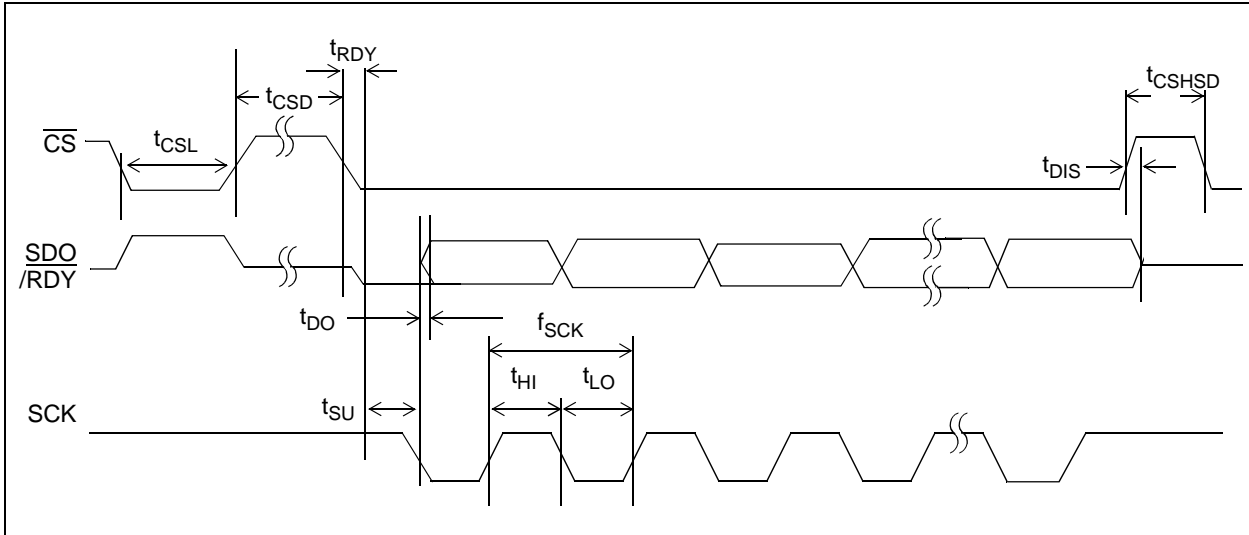 tRDY
tCSD
tCSHSD
CS
tCSL
tDIS
SDO
/RDY
tDO
fSCK
tHI
tLO
SCK
tSU